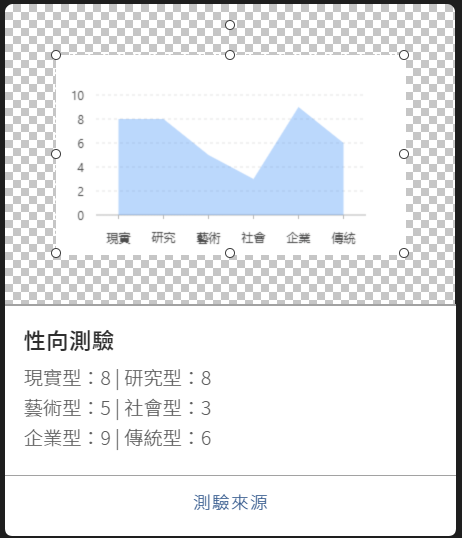 10
8
6
4
2
0
現實 研究 藝術 社會 企業 傳統
性向測驗
現實型：8 | 研究型：8
藝術型：5 | 社會型：3
企業型：9 | 傳統型：6
測驗來源